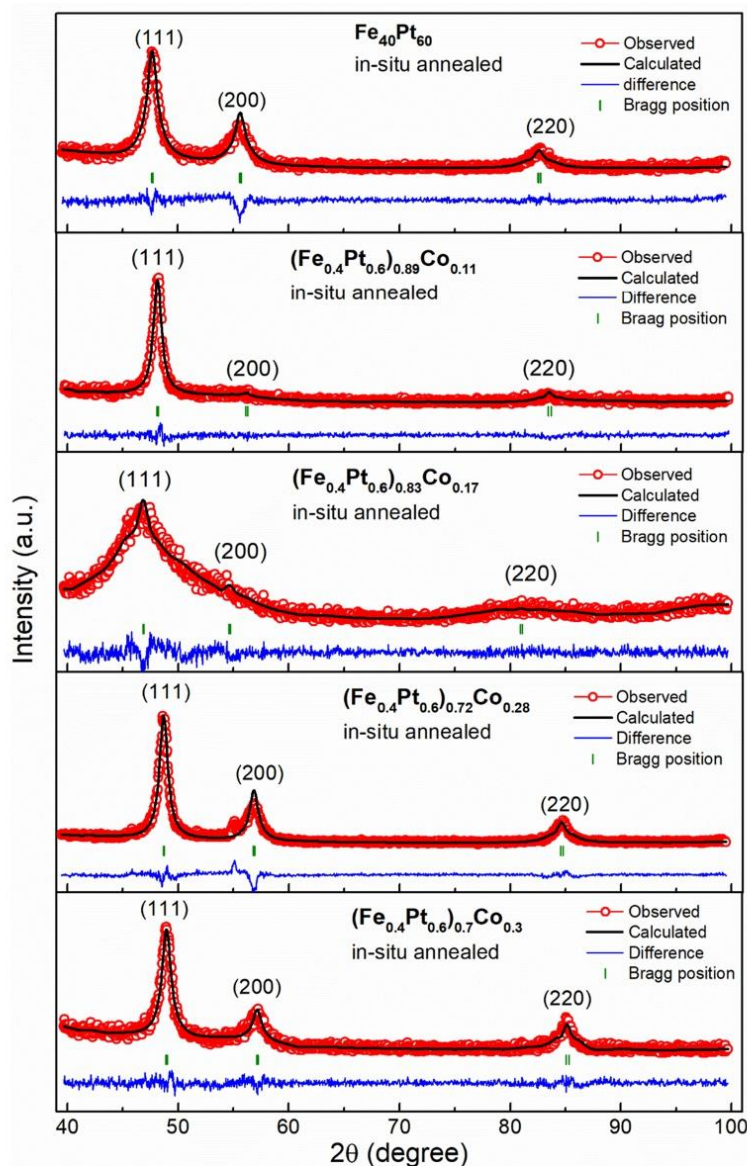 Fe40Pt60
in-situ annealed
(111)
(200)
(220)
Observed
Calculated
difference
Bragg position
(Fe0.4Pt0.6)0.89Co0.11
in-situ annealed
(111)
(200)
(220)
Observed
Calculated
Difference
Braag position
(Fe0.4Pt0.6)0.83Co0.17
in-situ annealed
(111)
(200)
(220)
Observed
Calculated
Difference
Bragg position
(Fe0.4Pt0.6)0.72Co0.28
in-situ annealed
(111)
(200)
(220)
Observed
Calculated
Difference
Bragg position
(Fe0.4Pt0.6)0.7Co0.3
in-situ annealed
(111)
(200)
(220)
Observed
Calculated
Difference
Bragg position
Intensity (a.u.)
40 50 60 70 80 90 100
2θ (degree)